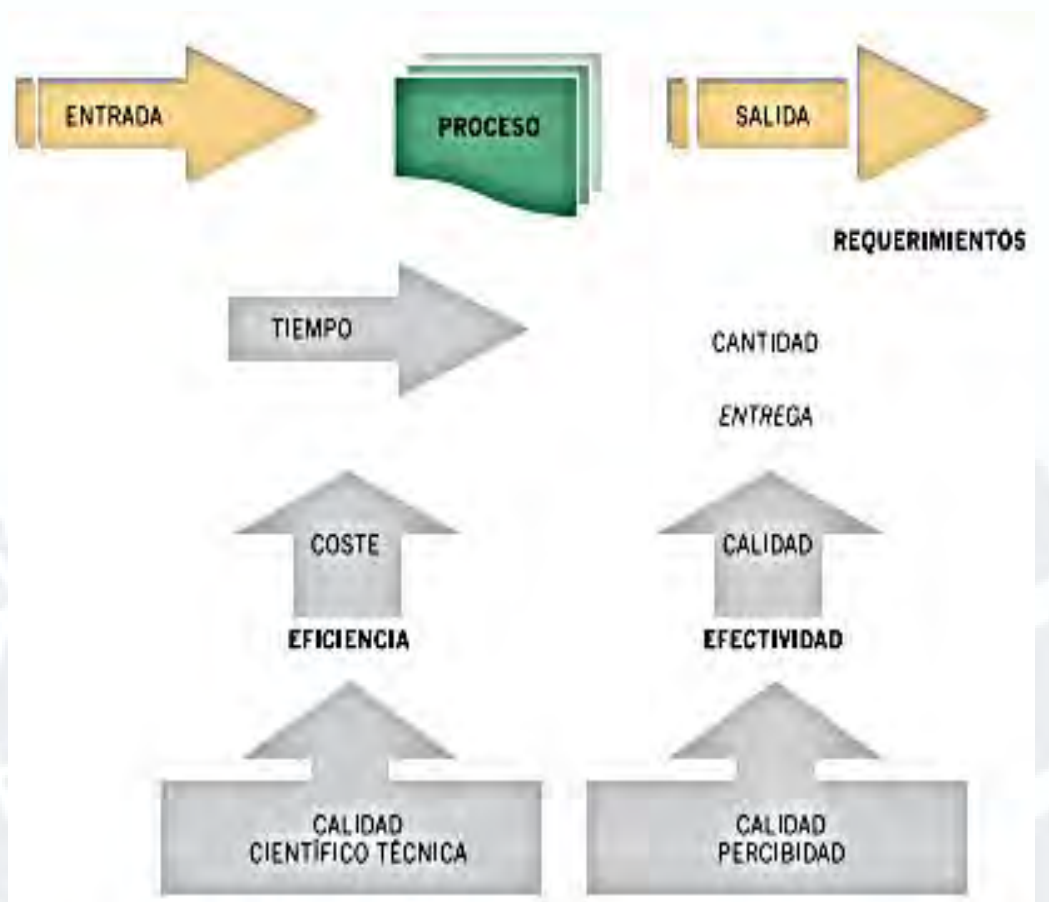 ENTRADA
PROCESO
SALIDA
REQUERIMIENTOS
TIEMPO
CANTIDAD
ENTREGA
COSTE
CALIDAD
EFICIENCIA
EFECTIVIDAD
CALIDAD
CIENTÍFICO TÉCNICA
CALIDAD
PERCIBIDAD